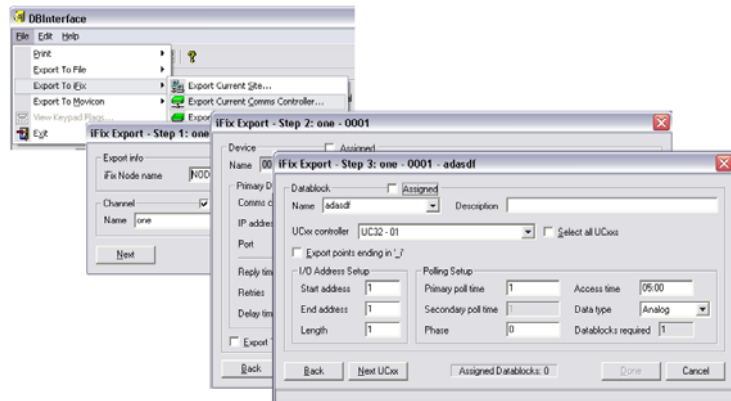 DBInterface
File Edit Help
Print
Export To File
Export To iFix
Export To Movicon
View Keypad Flags...
Exit
Export Current Site...
Export Current Comms Controller...
Export
iFix Export - Step 1: one
Export info
iFix Node name NOD
Channel
Name one
Next
iFix Export - Step 2: one - 0001
Device Assigned
Name 00
Primary D
Comms c
IP addre
Port
Reply tim
Retries
Delay tim
Export
Back
iFix Export - Step 3: one - 0001 - adasdf
Datablock Assigned
Name adasdf Description
UCxx controller UC32 - 01 Select all UCxxs
Export points ending in '_i'
I/O Address Setup
Start address 1
End address 1
Length 1
Polling Setup
Primary poll time 1 Access time 05:00
Secondary poll time 1 Data type Analog
Phase 0 Datablocks required 1
Back Next UCxx Assigned Datablocks: 0 Done Cancel